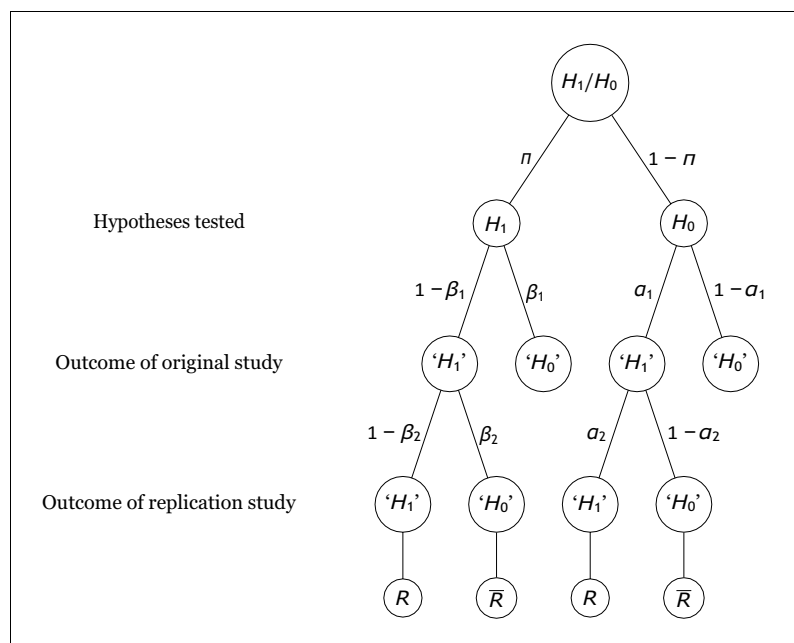 H₁/H₀
π 1 − π
Hypotheses tested H₁ H₀
1 − β₁ β₁ α₁ 1 − α₁
Outcome of original study ‘H₁’ ‘H₀’ ‘H₁’ ‘H₀’
1 − β₂ β₂ α₂ 1 − α₂
Outcome of replication study ‘H₁’ ‘H₀’ ‘H₁’ ‘H₀’
R R̅ R R̅